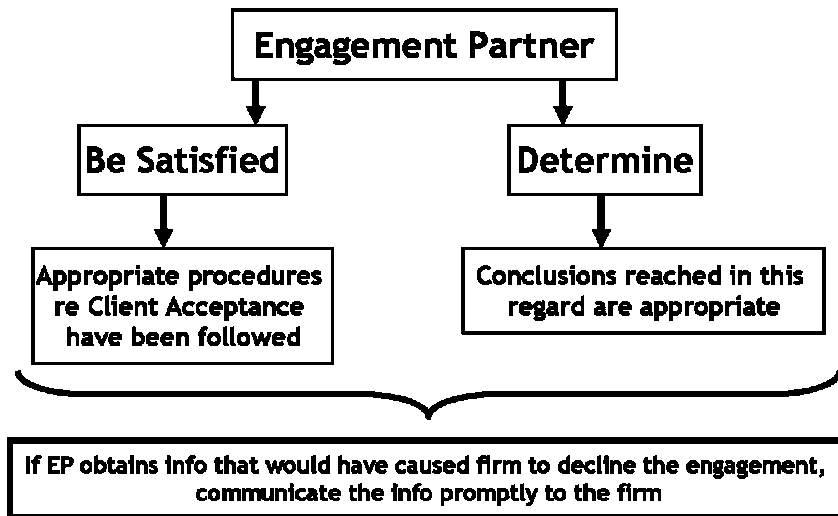 Engagement Partner
Be Satisfied
Determine
Appropriate procedures
re Client Acceptance
have been followed
Conclusions reached in this
regard are appropriate
If EP obtains info that would have caused firm to decline the engagement,
communicate the info promptly to the firm